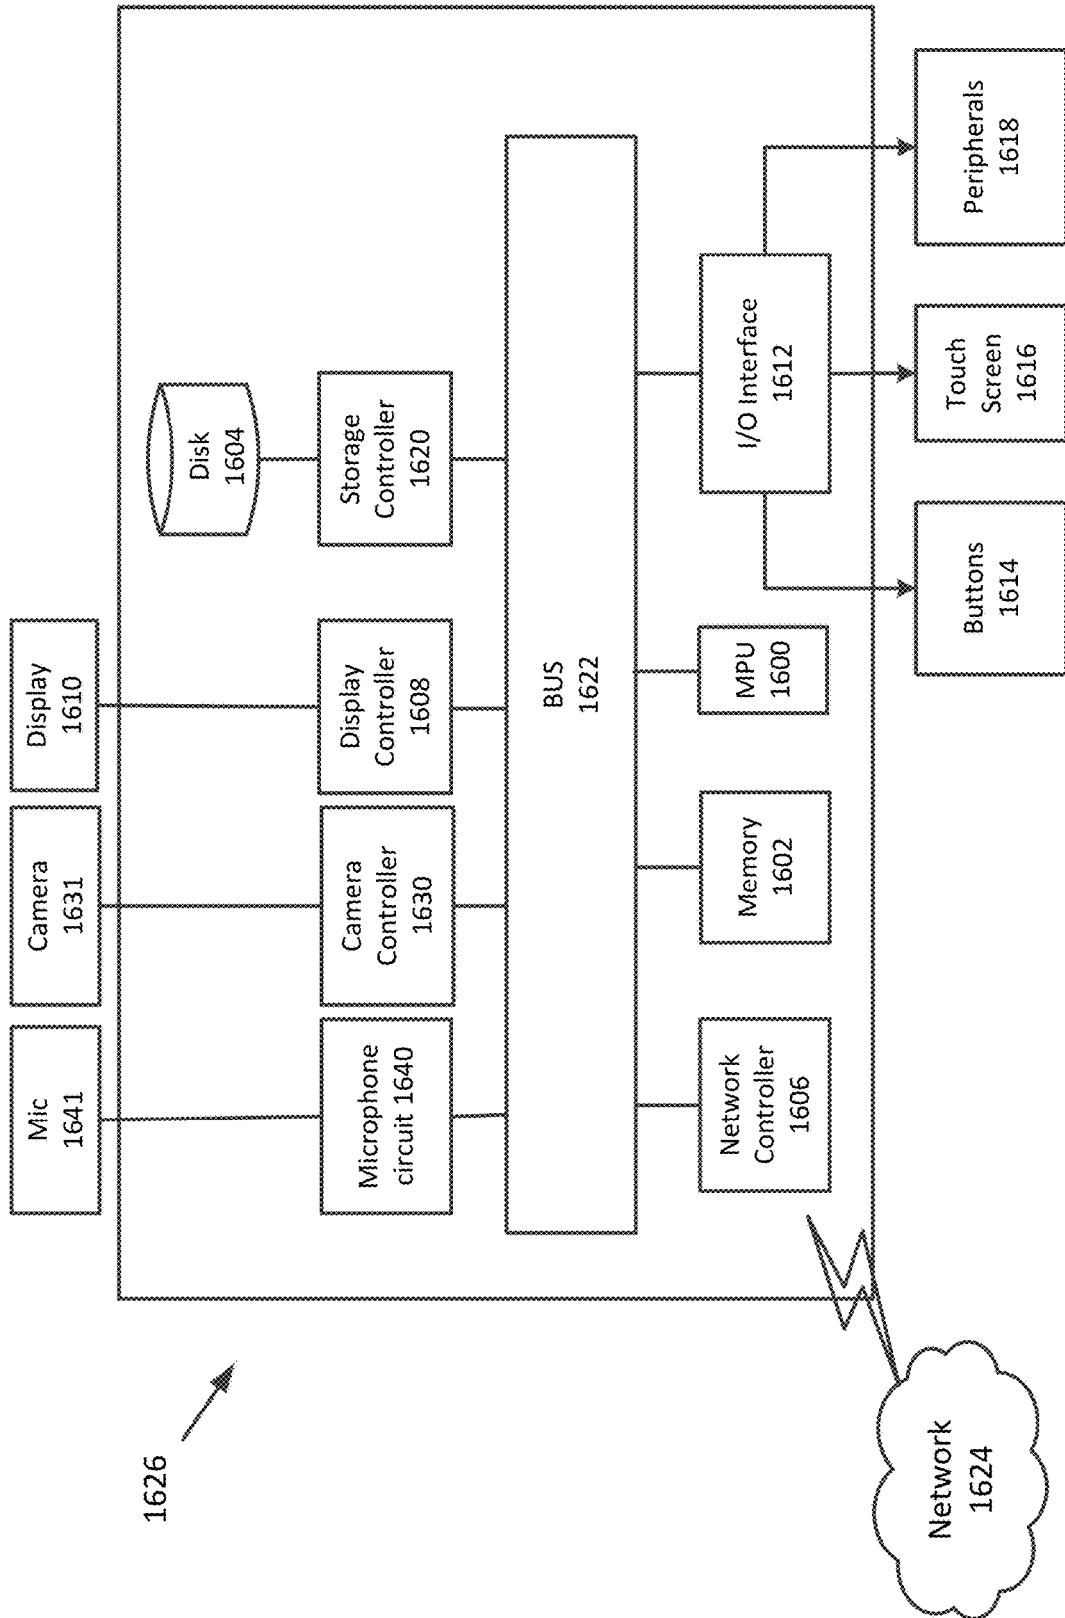 1626
Mic
1641
Camera
1631
Display
1610
Disk
1604
Microphone
circuit 1640
Camera
Controller
1630
Display
Controller
1608
Storage
Controller
1620
BUS
1622
Network
Controller
1606
Memory
1602
MPU
1600
I/O Interface
1612
Network
1624
Buttons
1614
Touch
Screen
1616
Peripherals
1618